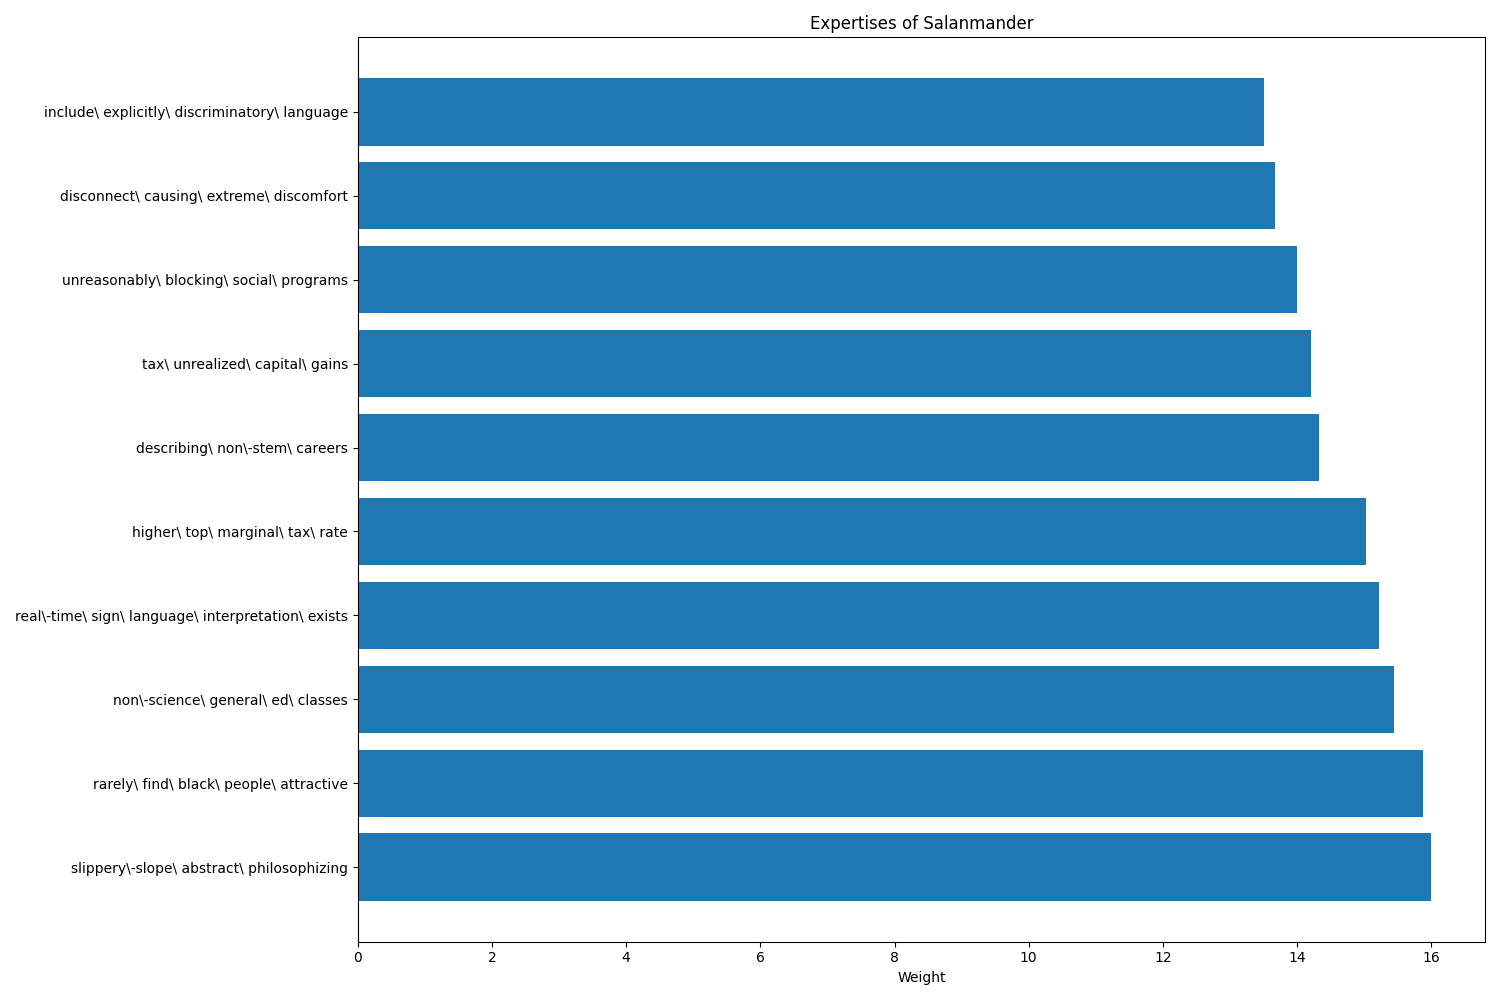 Expertises of Salanmander
include\ explicitly\ discriminatory\ language
disconnect\ causing\ extreme\ discomfort
unreasonably\ blocking\ social\ programs
tax\ unrealized\ capital\ gains
describing\ non\-stem\ careers
higher\ top\ marginal\ tax\ rate
real\-time\ sign\ language\ interpretation\ exists
non\-science\ general\ ed\ classes
rarely\ find\ black\ people\ attractive
slippery\-slope\ abstract\ philosophizing
0 2 4 6 8 10 12 14 16
Weight